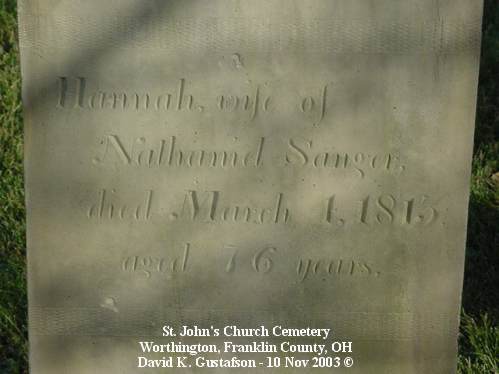 Hannah, wife of
Nathaniel Sanger,
died March 1, 1815,
aged 76 years.
St. John's Church Cemetery
Worthington, Franklin County, OH
David K. Gustafson - 10 Nov 2003 ©